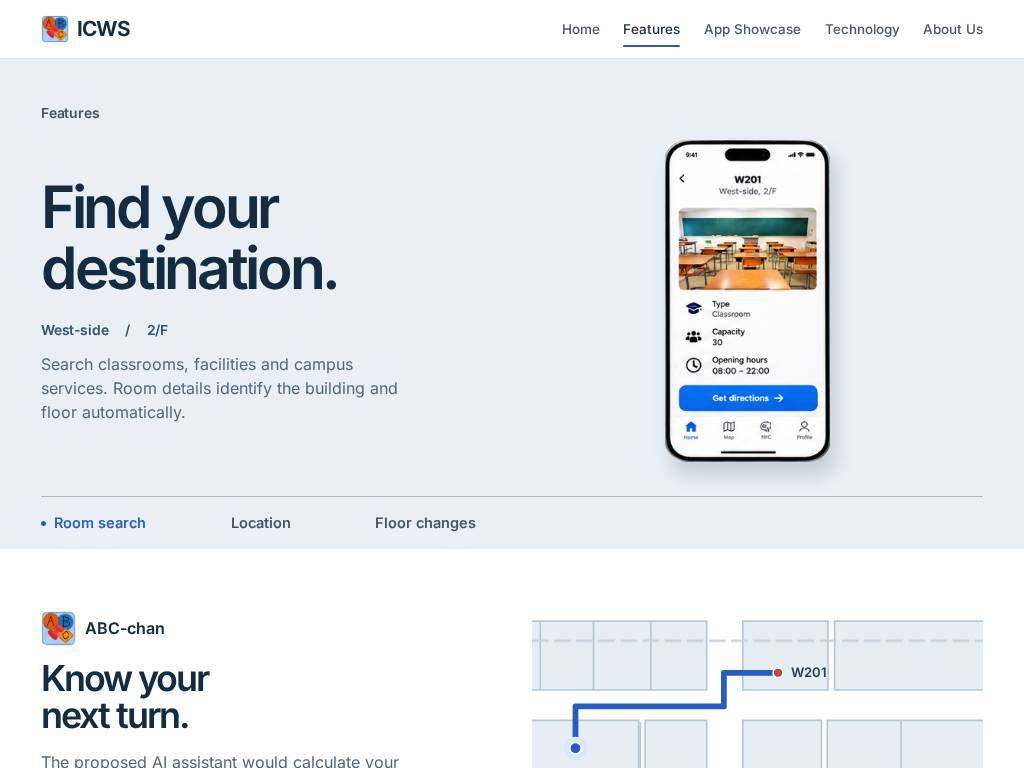 ICWS
Home Features App Showcase Technology About Us
Features
Find your
destination.
West-side / 2/F
Search classrooms, facilities and campus
services. Room details identify the building and
floor automatically.
9:41
W201
West-side, 2/F
Type
Classroom
Capacity
30
Opening hours
08:00 – 22:00
Get directions →
Home Map NFC Profile
Room search Location Floor changes
A B C
ABC-chan
Know your
next turn.
The proposed AI assistant would calculate your
W201